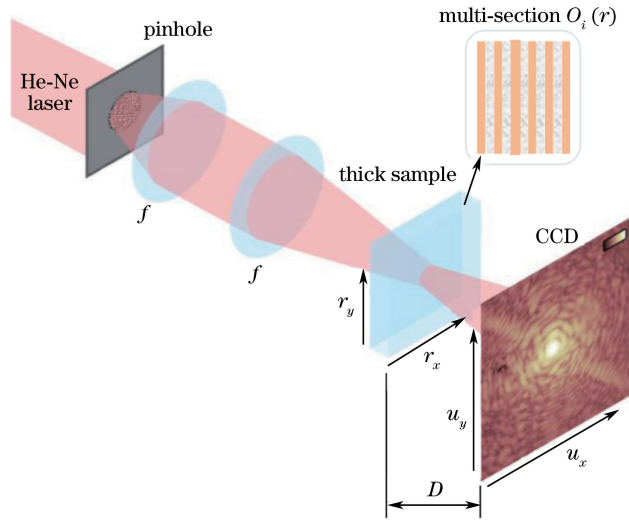 multi-section O_i (r)
pinhole
He-Ne
laser
thick sample
f
CCD
f
r_y
r_x
u_y
u_x
D